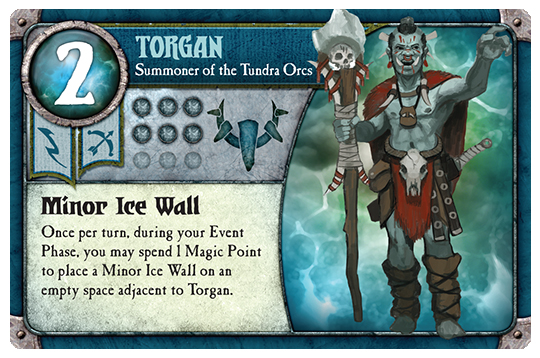 2
TORGAN
Summoner of the Tundra Orcs
Minor Ice Wall
Once per turn, during your Event
Phase, you may spend 1 Magic Point
to place a Minor Ice Wall on an
empty space adjacent to Torgan.